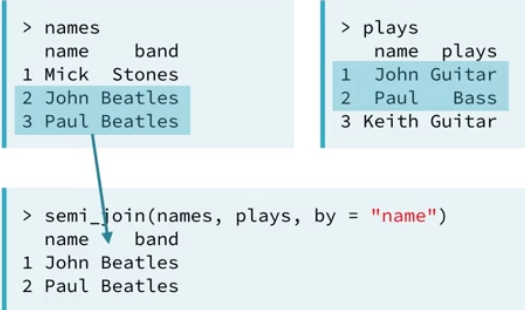 > names
name band
1 Mick Stones
2 John Beatles
3 Paul Beatles
> plays
name plays
1 John Guitar
2 Paul Bass
3 Keith Guitar
> semi_join(names, plays, by = "name")
name band
1 John Beatles
2 Paul Beatles